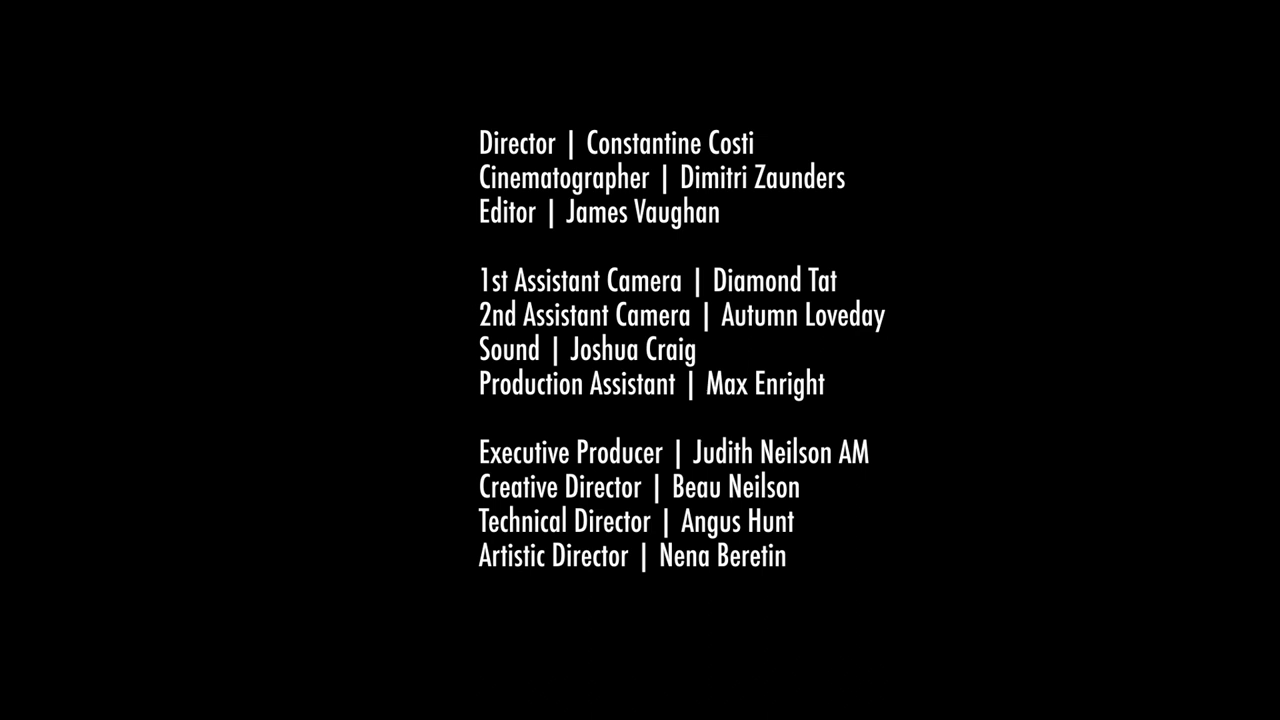 Director | Constantine Costi
Cinematographer | Dimitri Zaunders
Editor | James Vaughan
1st Assistant Camera | Diamond Tat
2nd Assistant Camera | Autumn Loveday
Sound | Joshua Craig
Production Assistant | Max Enright
Executive Producer | Judith Neilson AM
Creative Director | Beau Neilson
Technical Director | Angus Hunt
Artistic Director | Nena Beretin